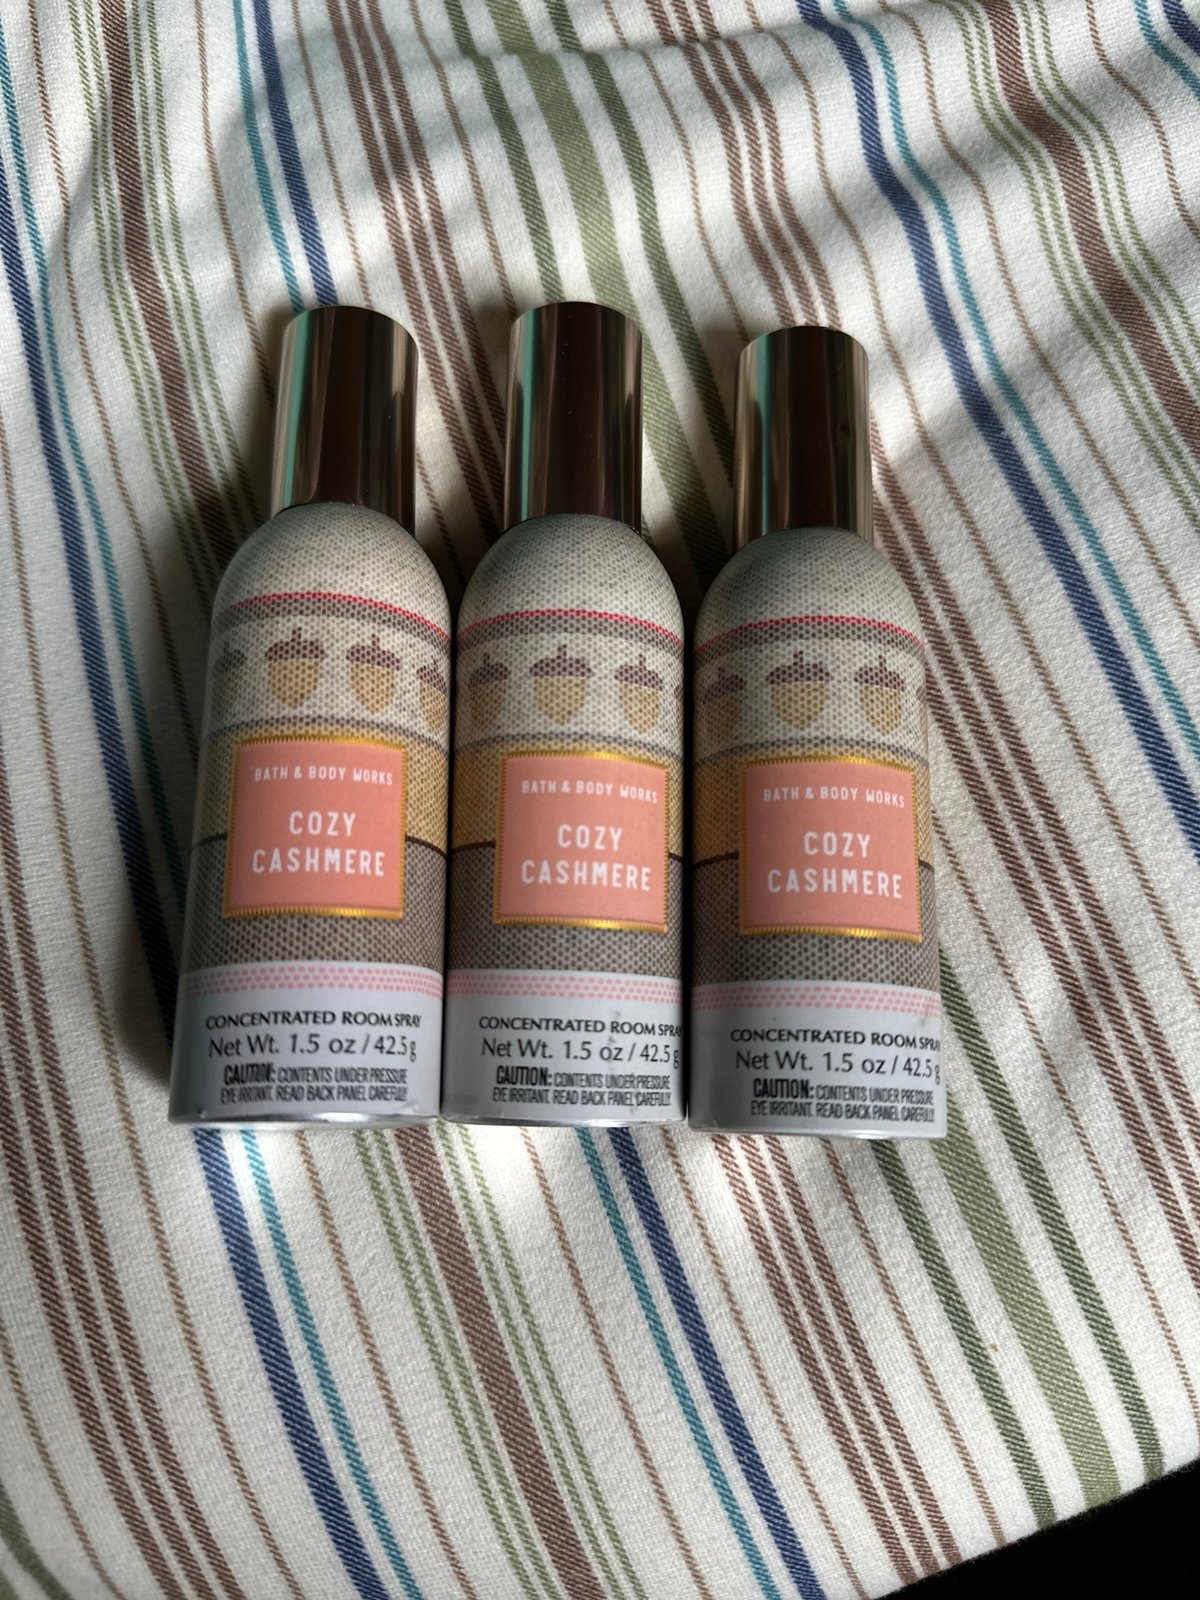 BATH & BODY WORKS
COZY
CASHMERE
CONCENTRATED ROOM SPRAY
Net Wt. 1.5 oz / 42.5 g
CAUTION: CONTENTS UNDER PRESSURE
EYE IRRITANT. READ BACK PANEL CAREFULLY.
BATH & BODY WORKS
COZY
CASHMERE
CONCENTRATED ROOM SPRAY
Net Wt. 1.5 oz / 42.5 g
CAUTION: CONTENTS UNDER PRESSURE
EYE IRRITANT. READ BACK PANEL CAREFULLY.
BATH & BODY WORKS
COZY
CASHMERE
CONCENTRATED ROOM SPRAY
Net Wt. 1.5 oz / 42.5 g
CAUTION: CONTENTS UNDER PRESSURE
EYE IRRITANT. READ BACK PANEL CAREFULLY.